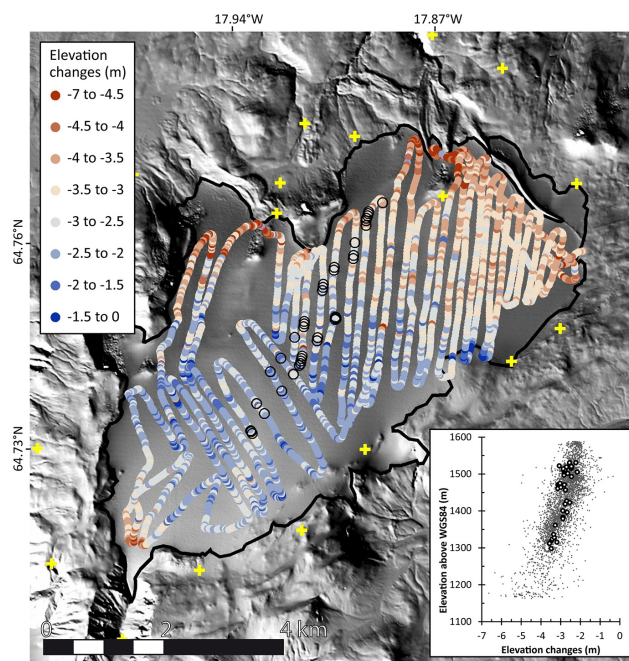 17.94°W 17.87°W
Elevation
changes (m)
-7 to -4.5
-4.5 to -4
-4 to -3.5
-3.5 to -3
-3 to -2.5
-2.5 to -2
-2 to -1.5
-1.5 to 0
64.76°N
64.73°N
0 2 4 km
1600
1500
1400
1300
1200
1100
Elevation above WGS84 (m)
-7 -6 -5 -4 -3 -2 -1 0
Elevation changes (m)